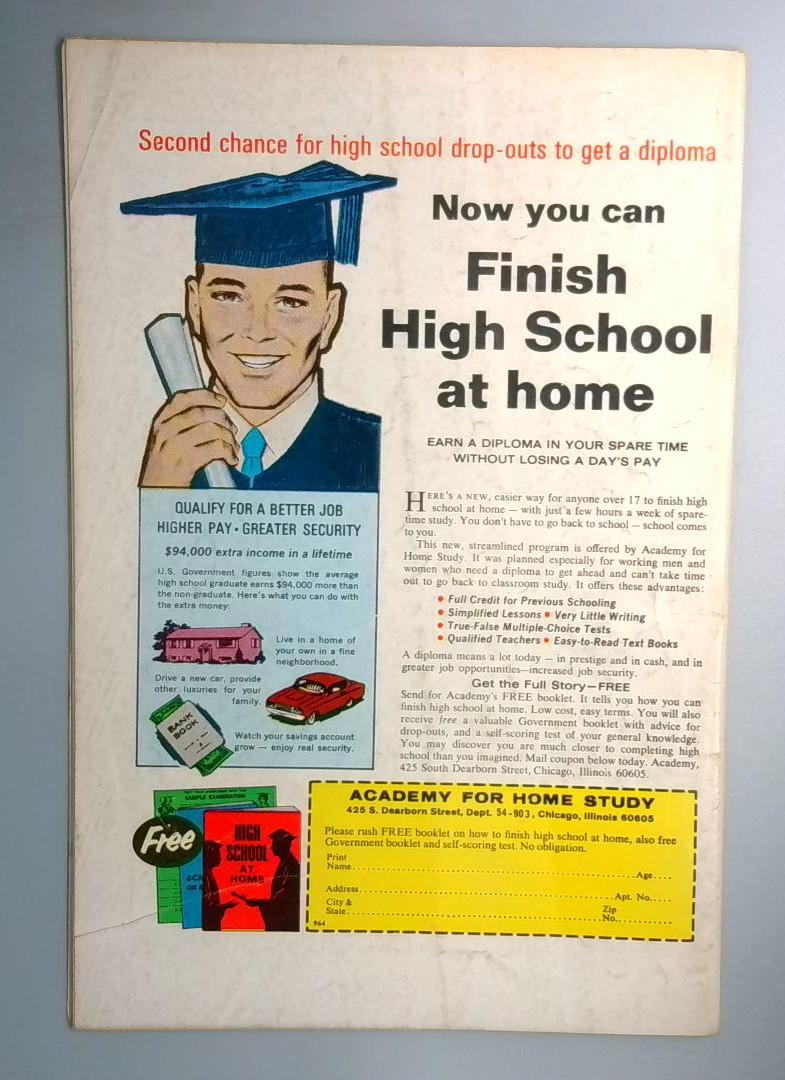 Second chance for high school drop-outs to get a diploma
Now you can
Finish
High School
at home
EARN A DIPLOMA IN YOUR SPARE TIME
WITHOUT LOSING A DAY'S PAY
QUALIFY FOR A BETTER JOB
HIGHER PAY • GREATER SECURITY
$94,000 extra income in a lifetime
U.S. Government figures show the average
high school graduate earns $94,000 more than
the non-graduate. Here's what you can do with
the extra money:
Live in a home of
your own in a fine
neighborhood.
Drive a new car, provide
other luxuries for your
family.
BANK
BOOK
Watch your savings account
grow — enjoy real security.
HERE'S A NEW, easier way for anyone over 17 to finish high
school at home — with just a few hours a week of spare-
time study. You don't have to go back to school — school comes
to you.
This new, streamlined program is offered by Academy for
Home Study. It was planned especially for working men and
women who need a diploma to get ahead and can't take time
out to go back to classroom study. It offers these advantages:
• Full Credit for Previous Schooling
• Simplified Lessons • Very Little Writing
• True-False Multiple-Choice Tests
• Qualified Teachers • Easy-to-Read Text Books
A diploma means a lot today — in prestige and in cash, and in
greater job opportunities—increased job security.
Get the Full Story—FREE
Send for Academy's FREE booklet. It tells you how you can
finish high school at home. Low cost, easy terms. You will also
receive free a valuable Government booklet with advice for
drop-outs, and a self-scoring test of your general knowledge.
You may discover you are much closer to completing high
school than you imagined. Mail coupon below today. Academy,
425 South Dearborn Street, Chicago, Illinois 60605.
SAMPLE EXAMINATION
Free
HIGH
SCHOOL
AT
HOME
ACADEMY FOR HOME STUDY
425 S. Dearborn Street, Dept. 54-903, Chicago, Illinois 60605
Please rush FREE booklet on how to finish high school at home, also free
Government booklet and self-scoring test. No obligation.
Print
Name.......... Age....
Address.......... Apt. No.....
City & Zip
State.......... No..........
964